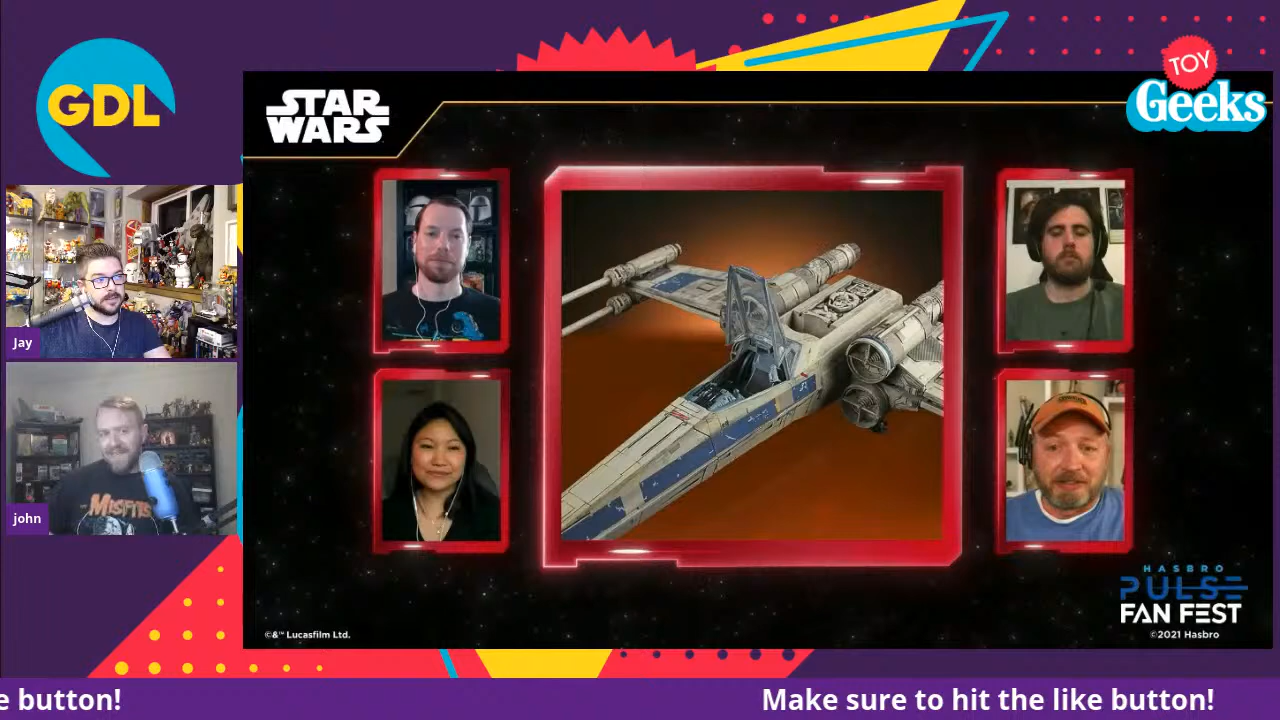 GDL
STAR
WARS
TOY
Geeks
Jay
MISFITS
john
HASBRO
PULSE
FAN FEST
©2021 Hasbro
©&™ Lucasfilm Ltd.
e button!
Make sure to hit the like button!